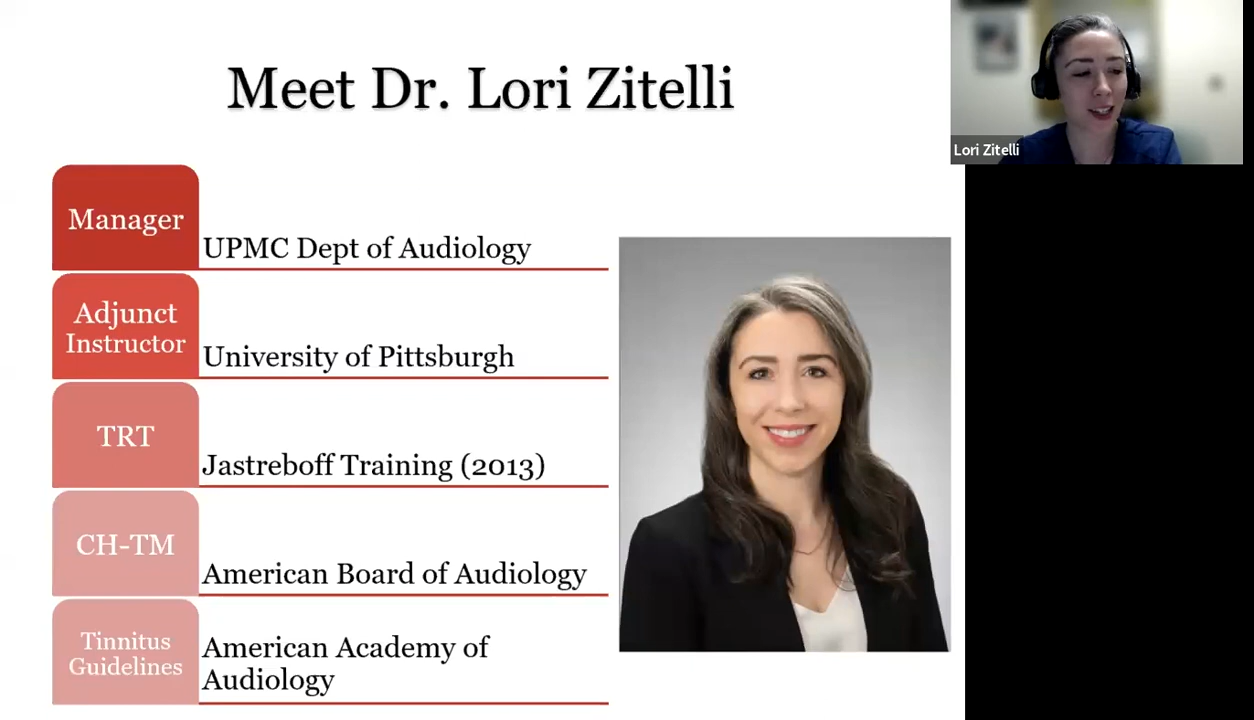 Meet Dr. Lori Zitelli
Lori Zitelli
Manager
UPMC Dept of Audiology
Adjunct
Instructor
University of Pittsburgh
TRT
Jastreboff Training (2013)
CH-TM
American Board of Audiology
Tinnitus
Guidelines
American Academy of
Audiology